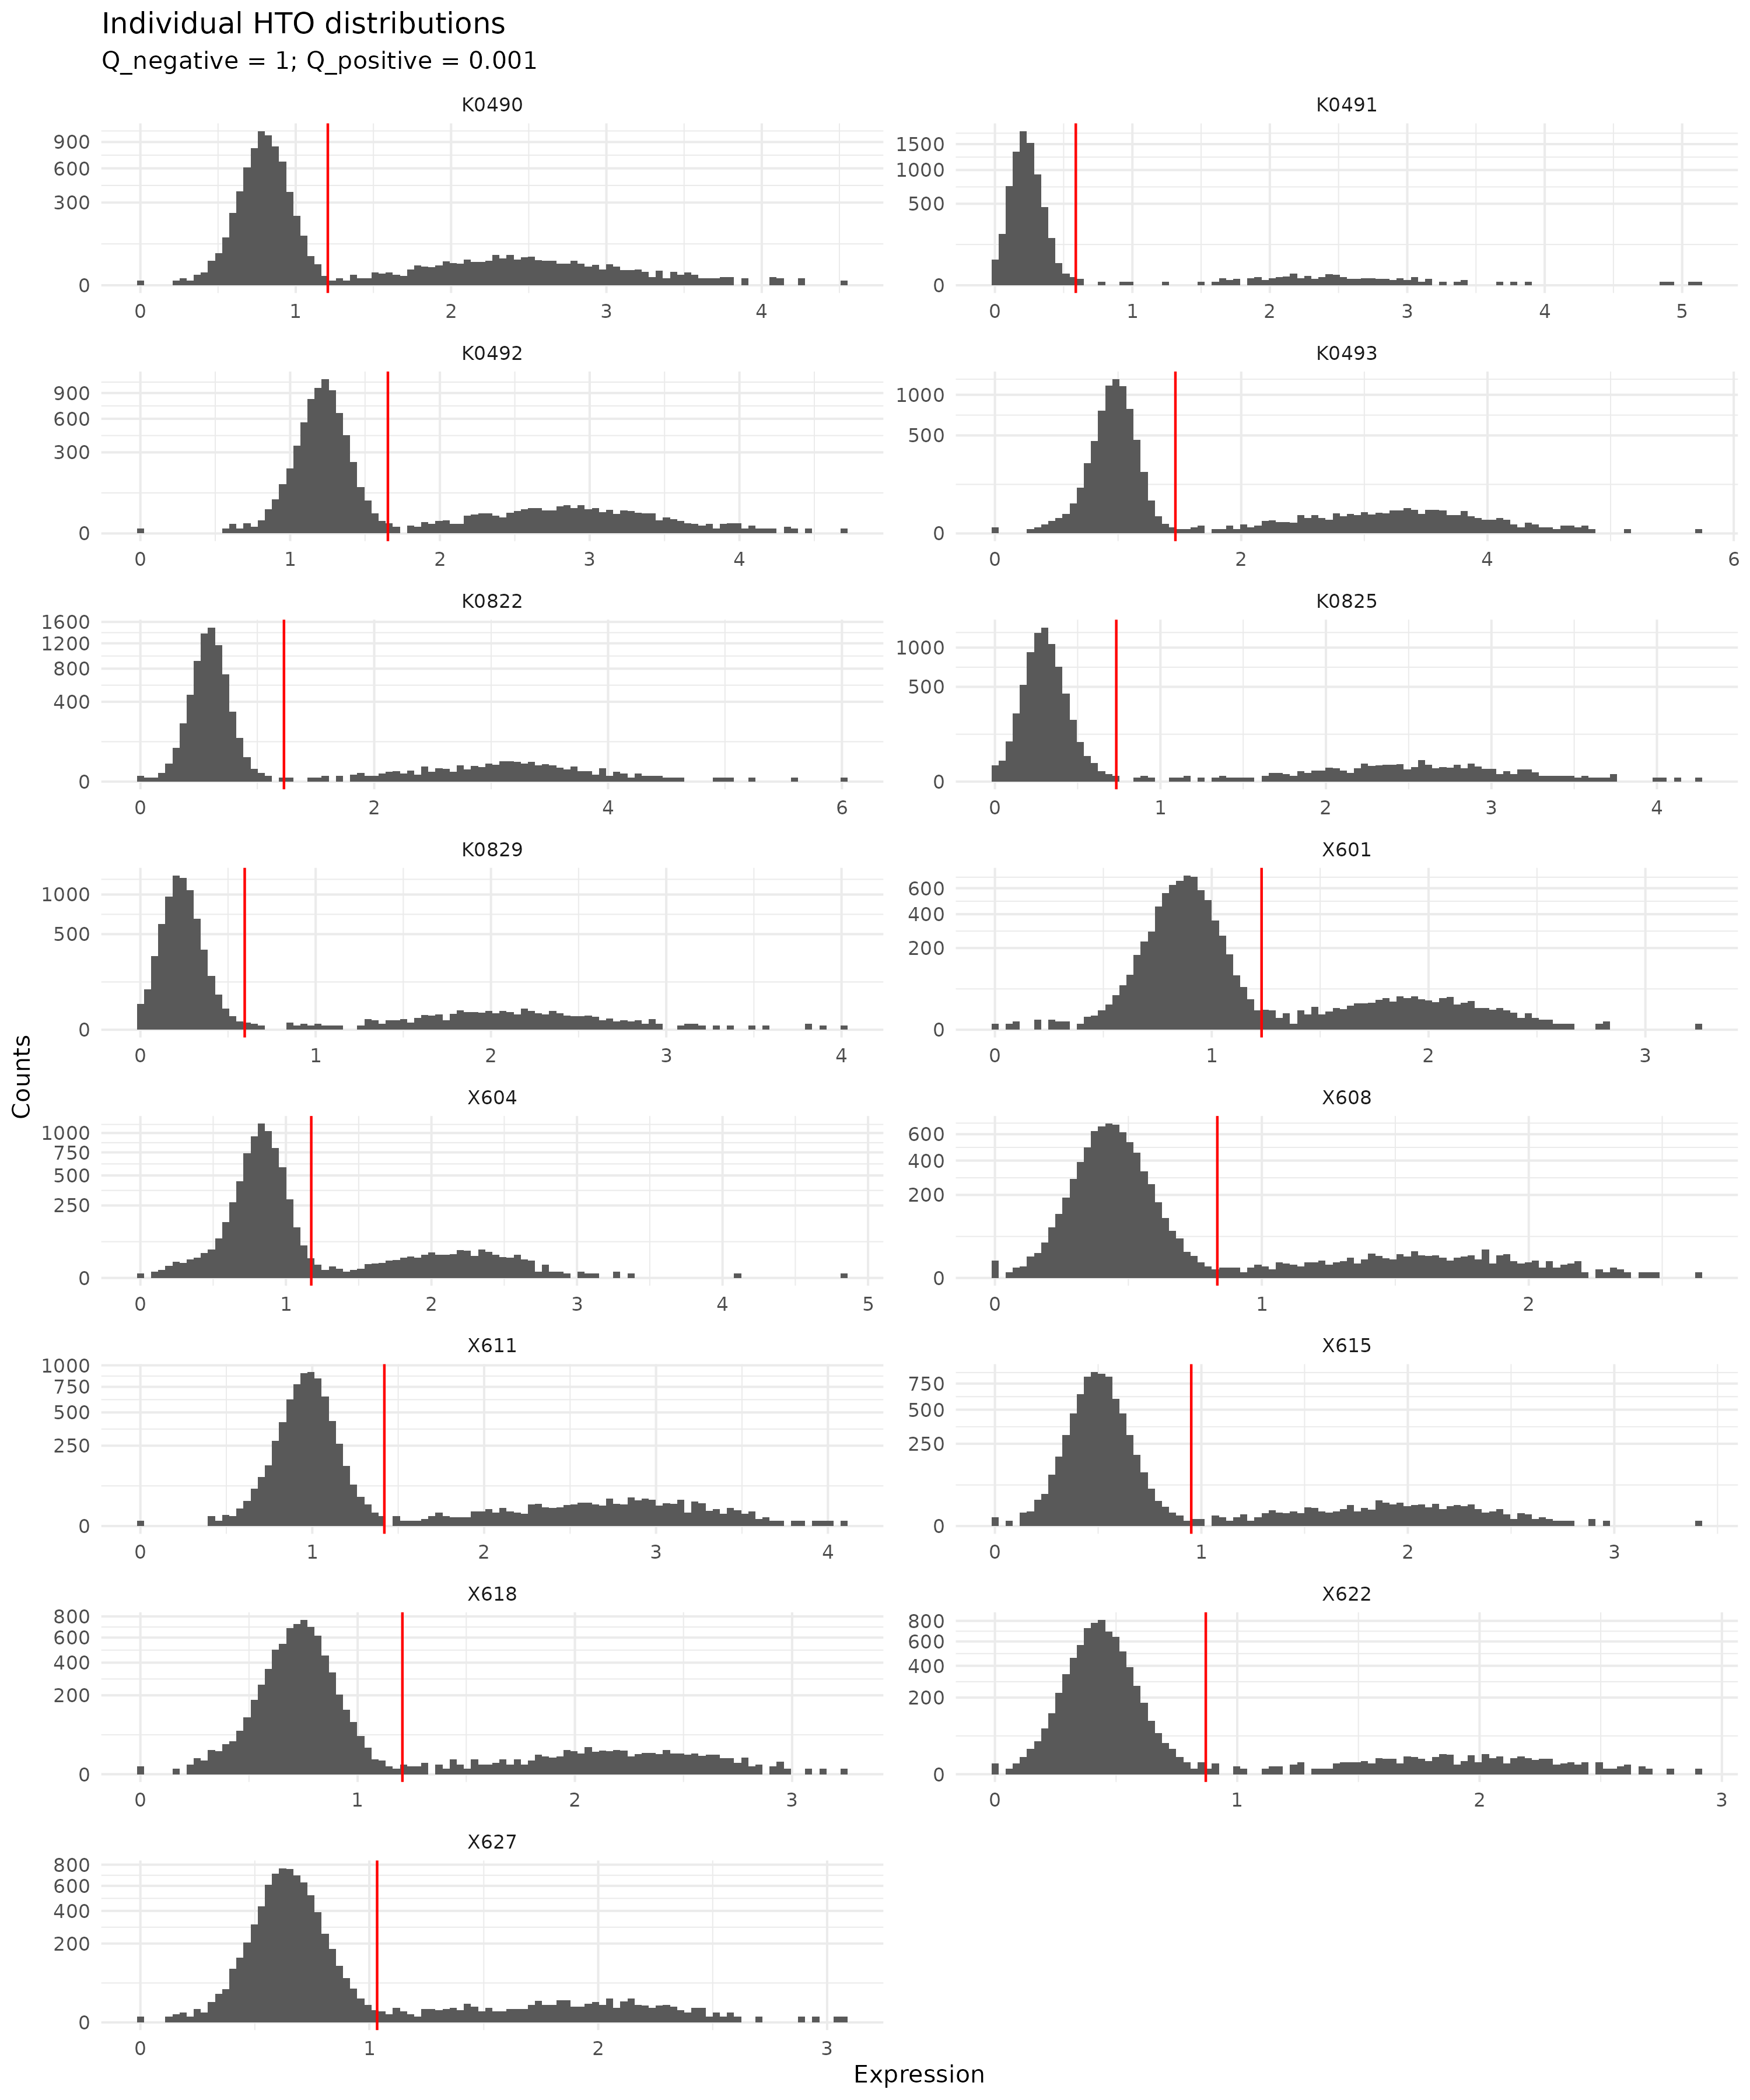 Individual HTO distributions
Q_negative = 1; Q_positive = 0.001
K0490 K0491
900 600 300 0
1500 1000 500 0
0 1 2 3 4
0 1 2 3 4 5
K0492 K0493
900 600 300 0
1000 500 0
0 1 2 3 4
0 2 4 6
K0822 K0825
1600 1200 800 400 0
1000 500 0
0 2 4 6
0 1 2 3 4
K0829 X601
1000 500 0
600 400 200 0
0 1 2 3 4
0 1 2 3
X604 X608
1000 750 500 250 0
600 400 200 0
0 1 2 3 4 5
0 1 2
X611 X615
1000 750 500 250 0
750 500 250 0
0 1 2 3 4
0 1 2 3
X618 X622
800 600 400 200 0
800 600 400 200 0
0 1 2 3
0 1 2 3
X627
800 600 400 200 0
0 1 2 3
Counts
Expression